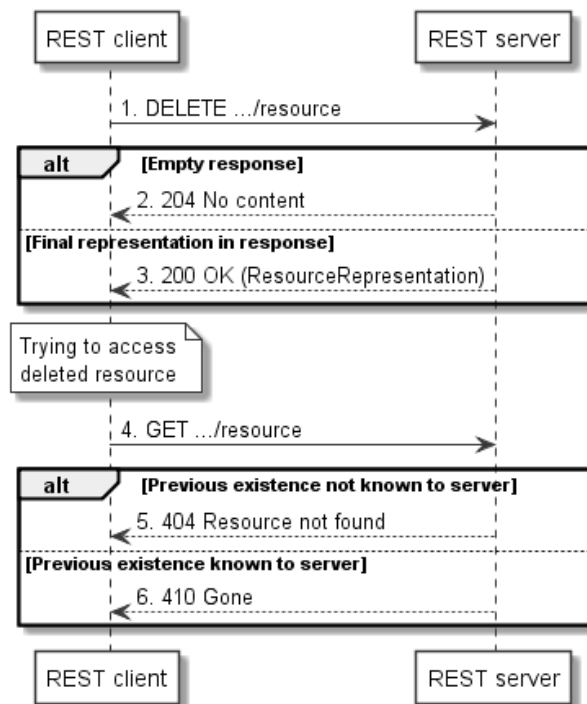 REST client
REST server
1. DELETE .../resource
alt
[Empty response]
2. 204 No content
[Final representation in response]
3. 200 OK (ResourceRepresentation)
Trying to access
deleted resource
4. GET .../resource
alt
[Previous existence not known to server]
5. 404 Resource not found
[Previous existence known to server]
6. 410 Gone
REST client
REST server